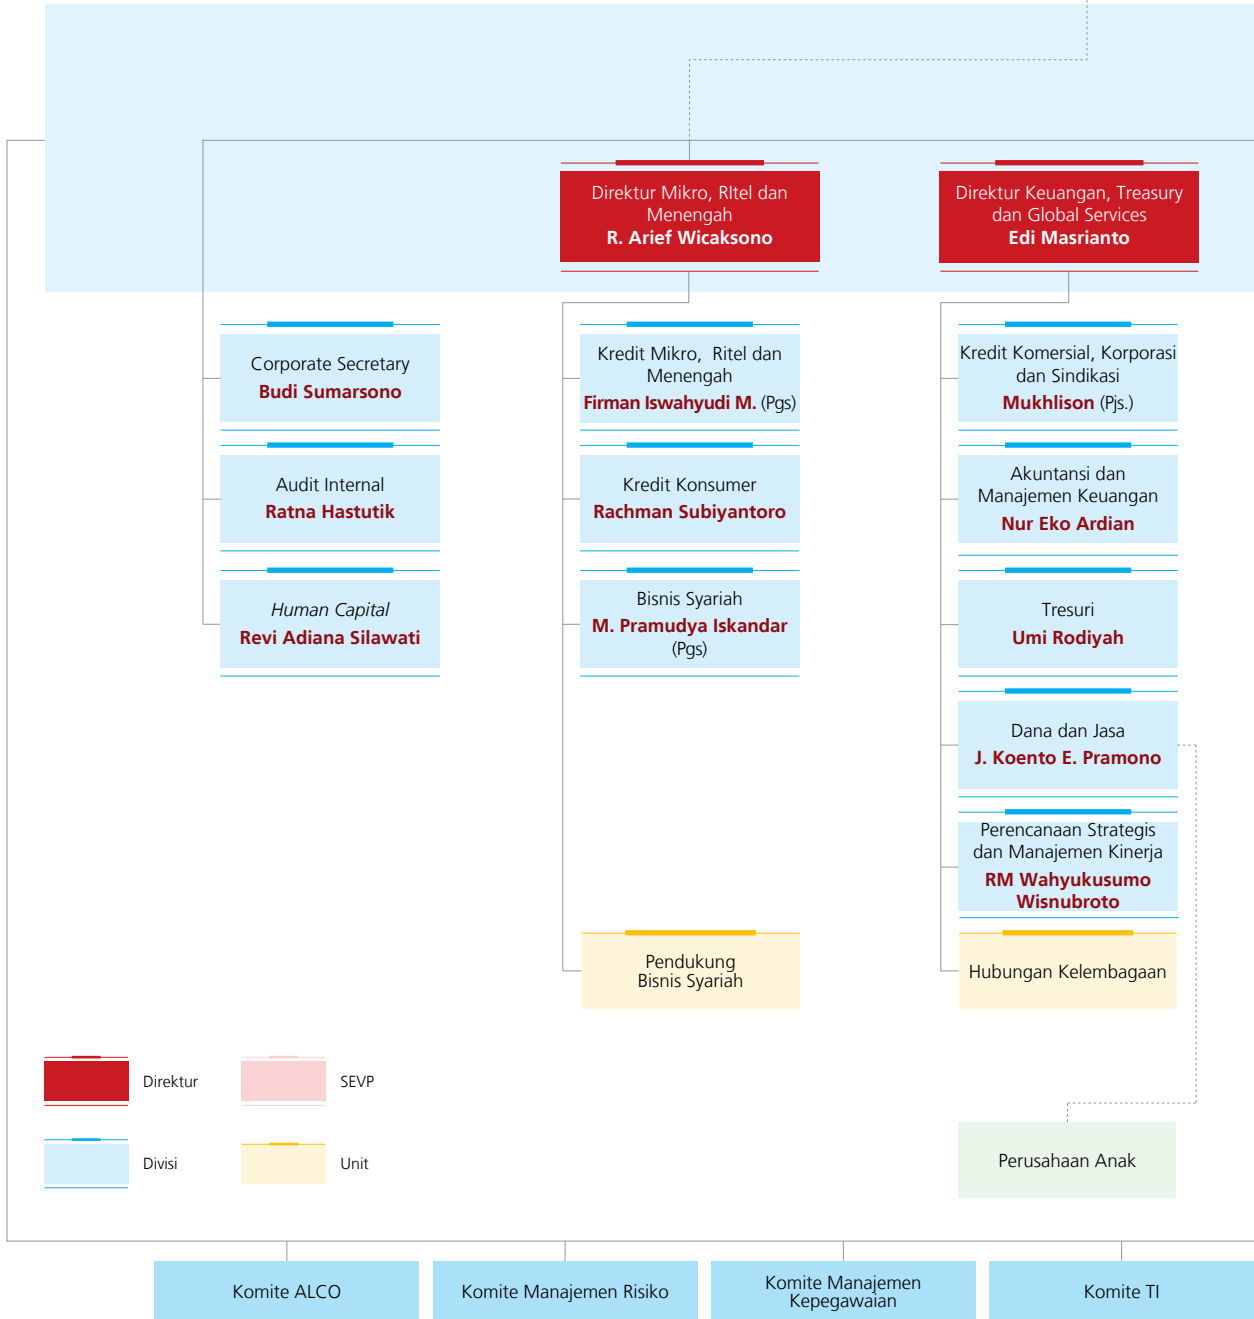 Direktur Mikro, RItel dan
Menengah
R. Arief Wicaksono
Direktur Keuangan, Treasury
dan Global Services
Edi Masrianto
Corporate Secretary
Budi Sumarsono
Audit Internal
Ratna Hastutik
Human Capital
Revi Adiana Silawati
Kredit Mikro, Ritel dan
Menengah
Firman Iswahyudi M. (Pgs)
Kredit Konsumer
Rachman Subiyantoro
Bisnis Syariah
M. Pramudya Iskandar
(Pgs)
Pendukung
Bisnis Syariah
Kredit Komersial, Korporasi
dan Sindikasi
Mukhlison (Pjs.)
Akuntansi dan
Manajemen Keuangan
Nur Eko Ardian
Tresuri
Umi Rodiyah
Dana dan Jasa
J. Koento E. Pramono
Perencanaan Strategis
dan Manajemen Kinerja
RM Wahyukusumo
Wisnubroto
Hubungan Kelembagaan
Perusahaan Anak
Direktur
SEVP
Divisi
Unit
Komite ALCO
Komite Manajemen Risiko
Komite Manajemen
Kepegawaian
Komite TI